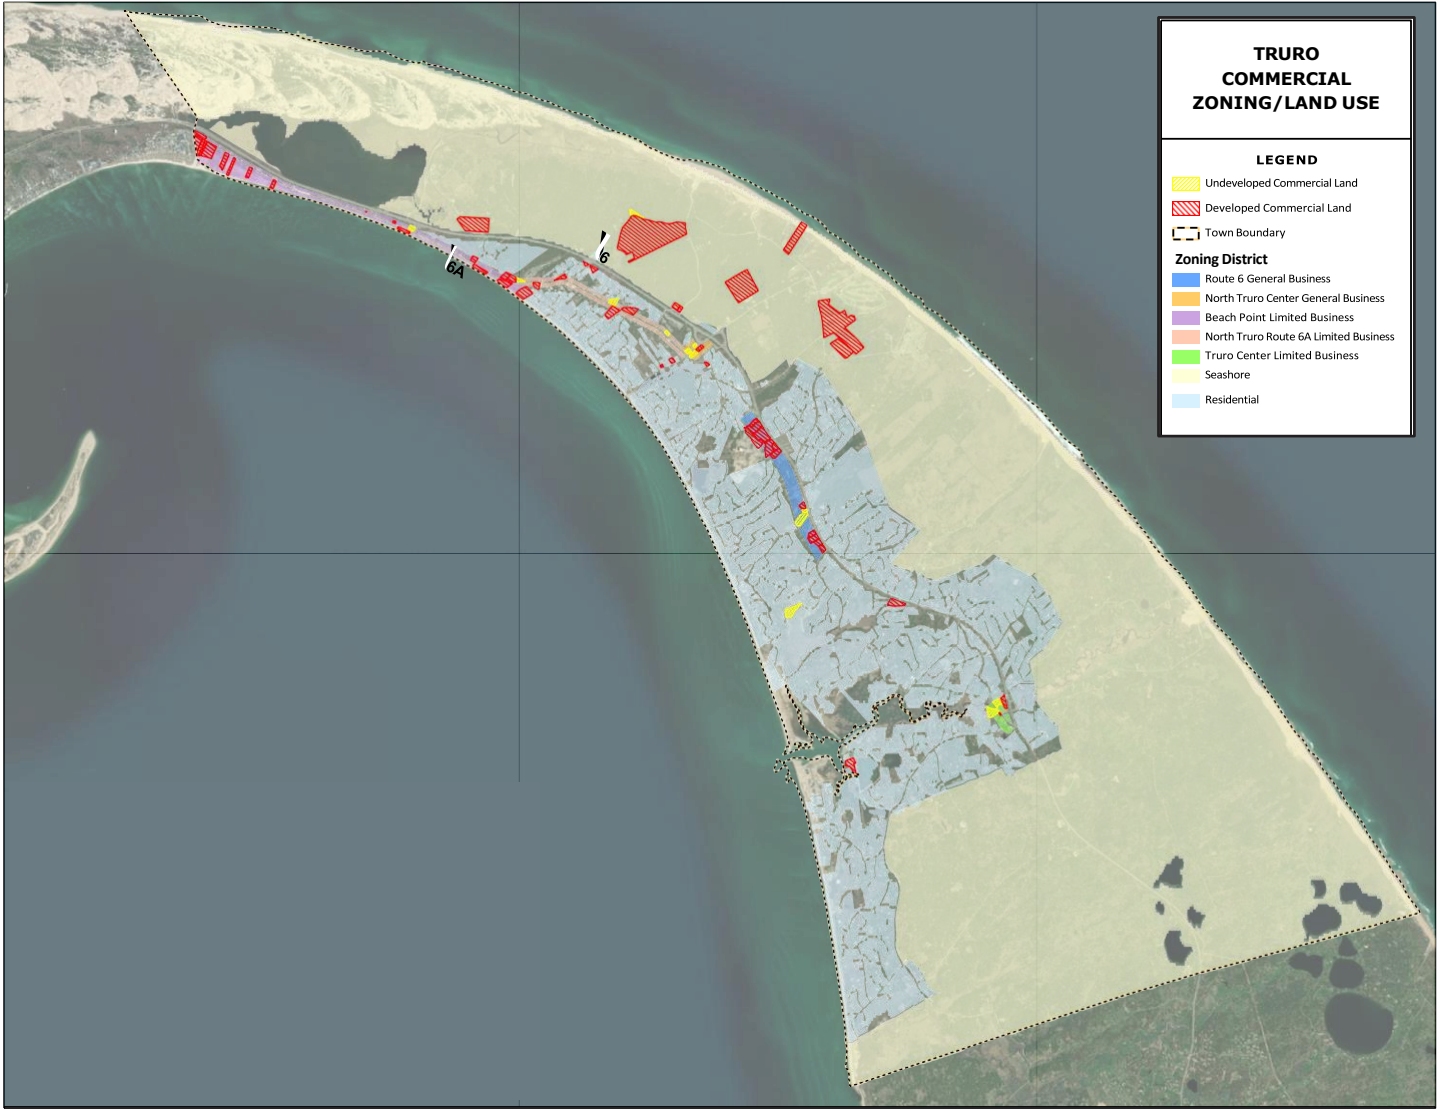 TRURO
COMMERCIAL
ZONING/LAND USE
LEGEND
Undeveloped Commercial Land
Developed Commercial Land
Town Boundary
Zoning District
Route 6 General Business
North Truro Center General Business
Beach Point Limited Business
North Truro Route 6A Limited Business
Truro Center Limited Business
Seashore
Residential
6
6A